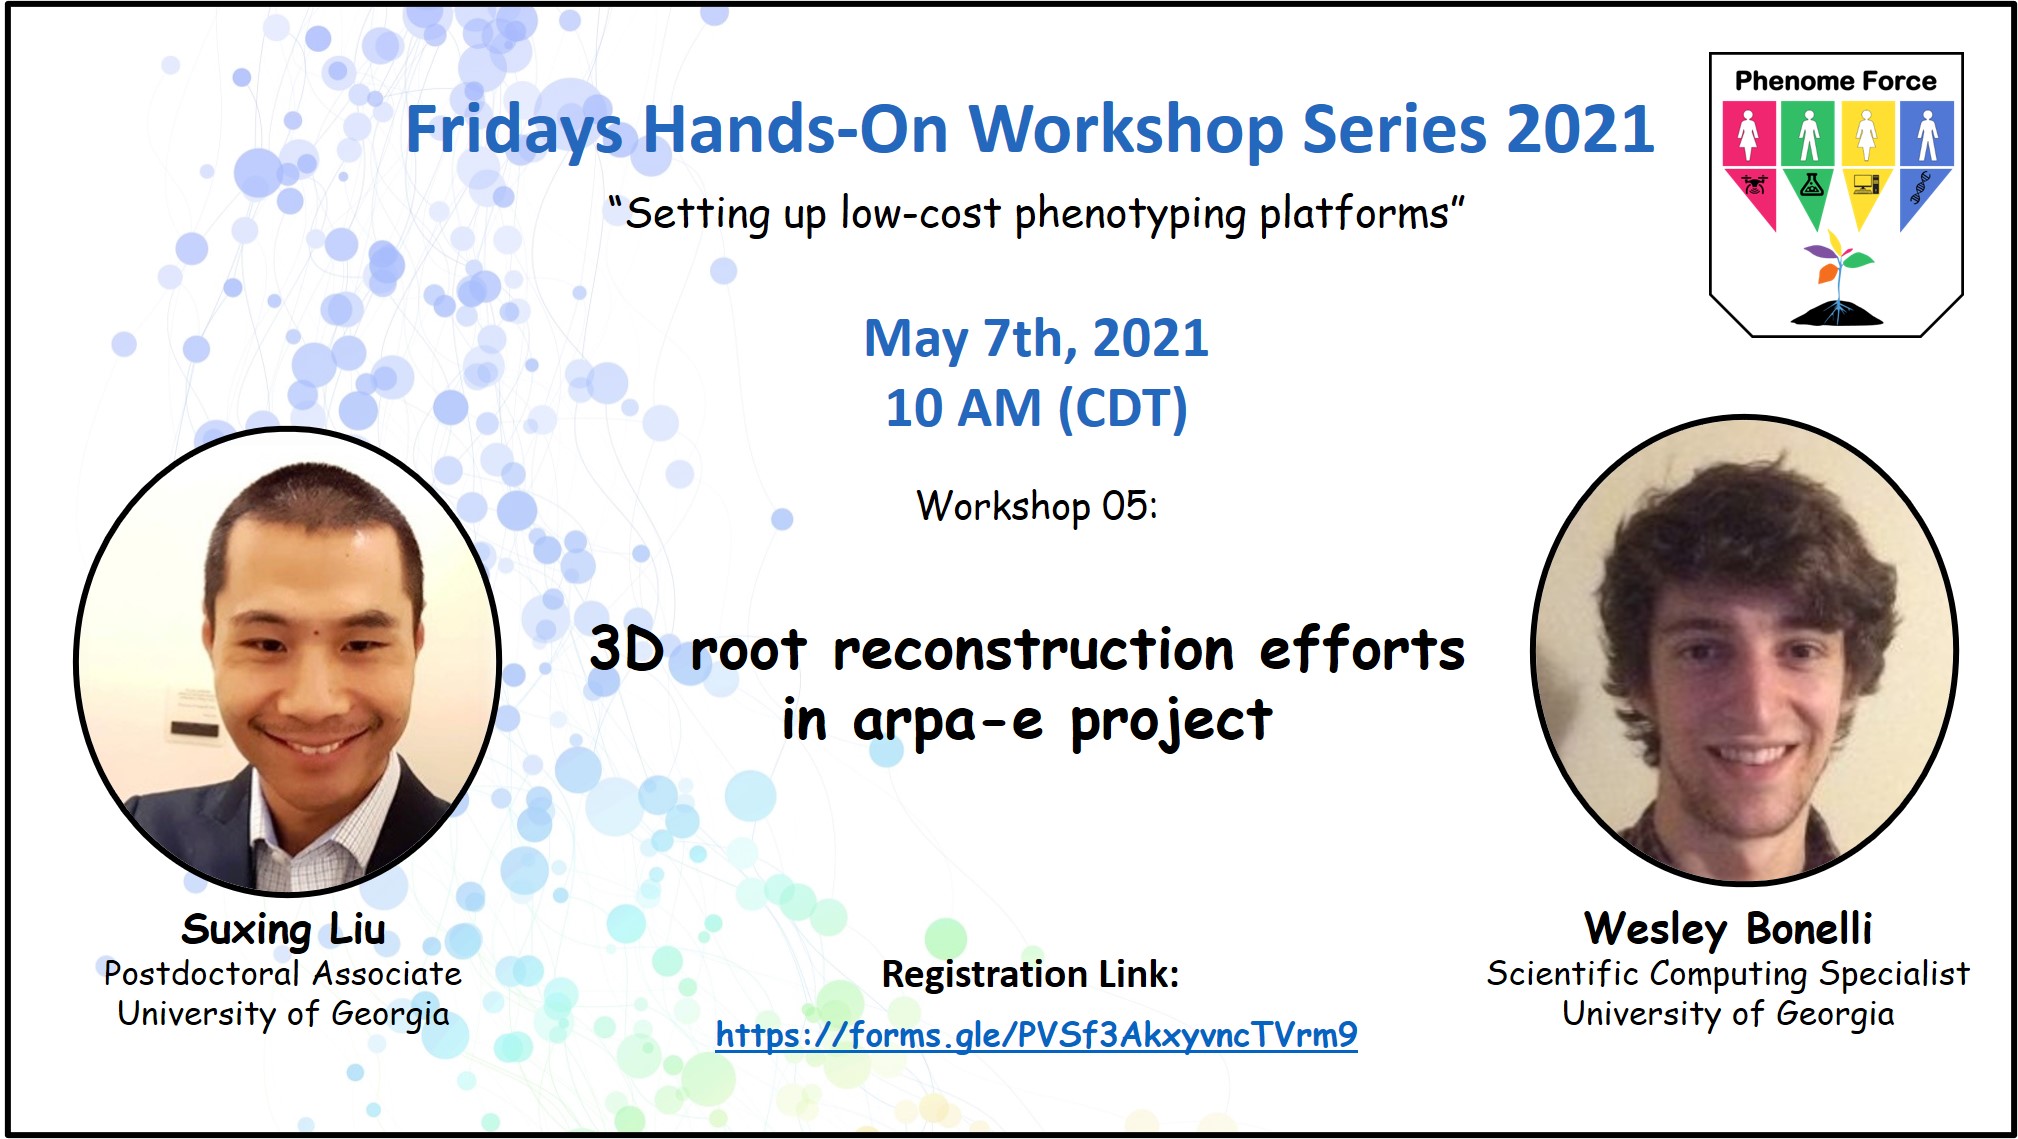 Fridays Hands-On Workshop Series 2021
Phenome Force
“Setting up low-cost phenotyping platforms”
May 7th, 2021
10 AM (CDT)
Workshop 05:
3D root reconstruction efforts
in arpa-e project
Suxing Liu
Postdoctoral Associate
University of Georgia
Wesley Bonelli
Scientific Computing Specialist
University of Georgia
Registration Link:
https://forms.gle/PVSf3AkxyvncTVrm9